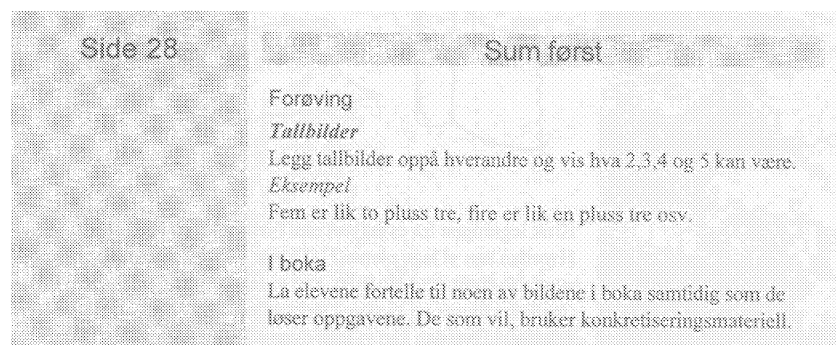 Side 28
Sum først
Forøving
Tallbilder
Legg tallbilder oppå hverandre og vis hva 2,3,4 og 5 kan være.
Eksempel
Fem er lik to pluss tre, fire er lik en pluss tre osv.
I boka
La elevene fortelle til noen av bildene i boka samtidig som de
løser oppgavene. De som vil, bruker konkretiseringsmateriell.